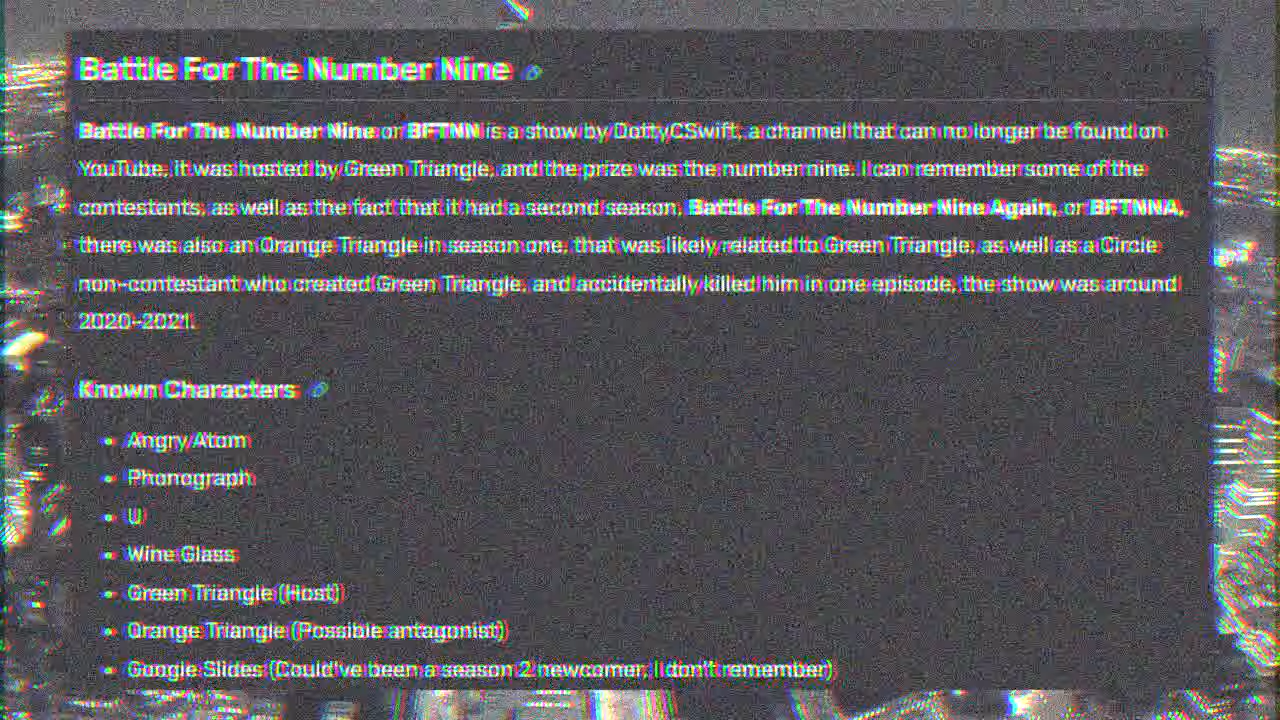 Battle For The Number Nine
Battle For The Number Nine or BFTNN is a show by DottyCSwift, a channel that can no longer be found on
YouTube, it was hosted by Green Triangle, and the prize was the number nine. I can remember some of the
contestants, as well as the fact that it had a second season, Battle For The Number Nine Again, or BFTNNA,
there was also an Orange Triangle in season one, that was likely related to Green Triangle, as well as a Circle
non-contestant who created Green Triangle, and accidentally killed him in one episode, the show was around
2020-2021.
Known Characters
• Angry Atom
• Phonograph
• U
• Wine Glass
• Green Triangle (Host)
• Orange Triangle (Possible antagonist)
• Google Slides (Could've been a season 2 newcomer, I don't remember)